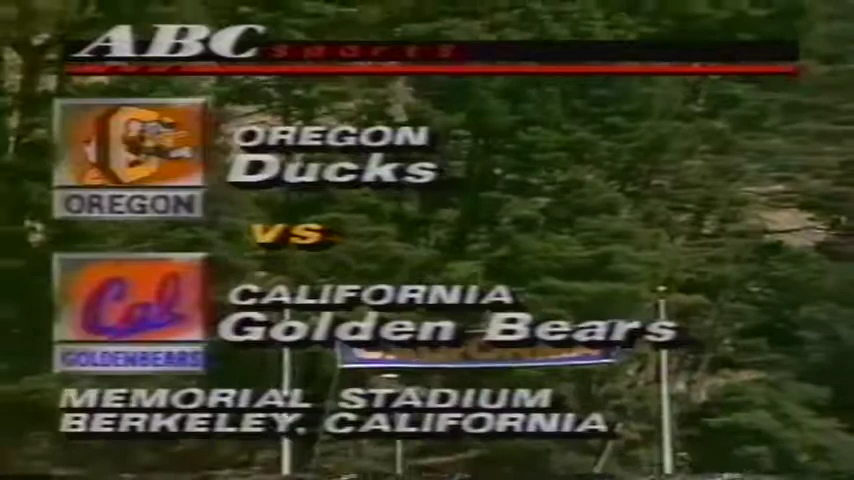 ABC sports
OREGON
Ducks
OREGON
vs
CALIFORNIA
Golden Bears
Cal
GOLDENBEARS
MEMORIAL STADIUM
BERKELEY, CALIFORNIA